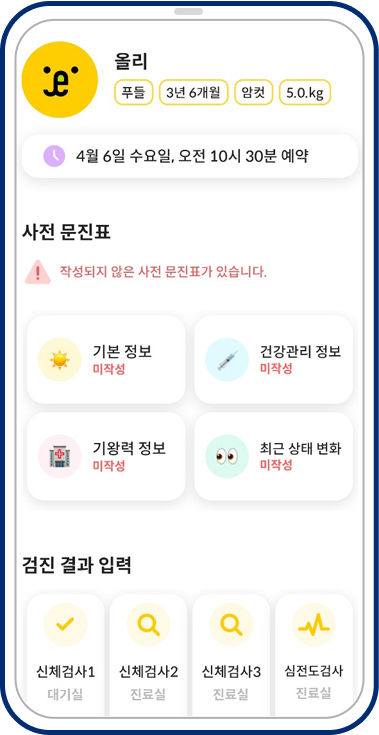 올리
푸들 3년 6개월 암컷 5.0.kg
4월 6일 수요일, 오전 10시 30분 예약
사전 문진표
작성되지 않은 사전 문진표가 있습니다.
기본 정보
미작성
건강관리 정보
미작성
기왕력 정보
미작성
최근 상태 변화
미작성
검진 결과 입력
신체검사1
대기실
신체검사2
진료실
신체검사3
진료실
심전도검사
진료실